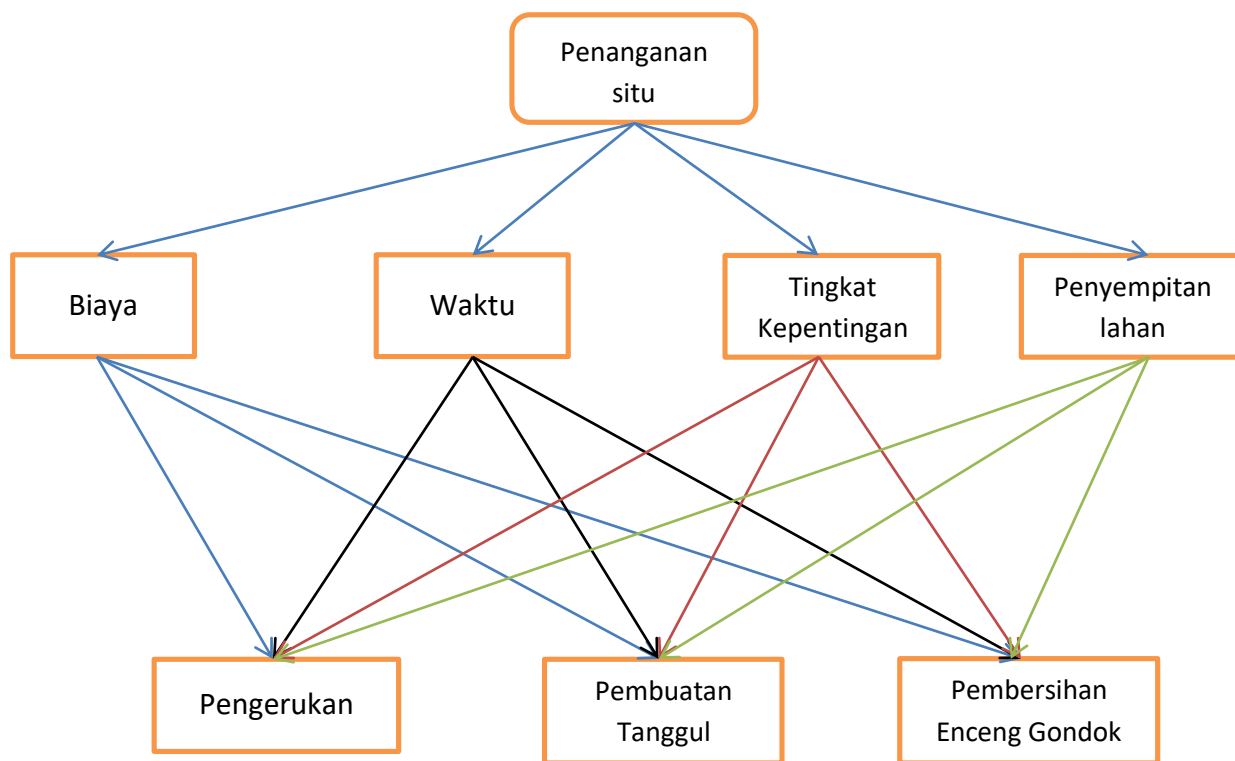 Penanganan
situ
Biaya
Waktu
Tingkat
Kepentingan
Penyempitan
lahan
Pengerukan
Pembuatan
Tanggul
Pembersihan
Enceng Gondok